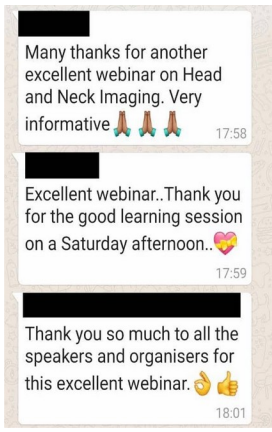 Many thanks for another
excellent webinar on Head
and Neck Imaging. Very
informative 🙏🏽 🙏🏽 🙏🏽
17:58
Excellent webinar..Thank you
for the good learning session
on a Saturday afternoon..💝
17:59
Thank you so much to all the
speakers and organisers for
this excellent webinar. 👌👍
18:01